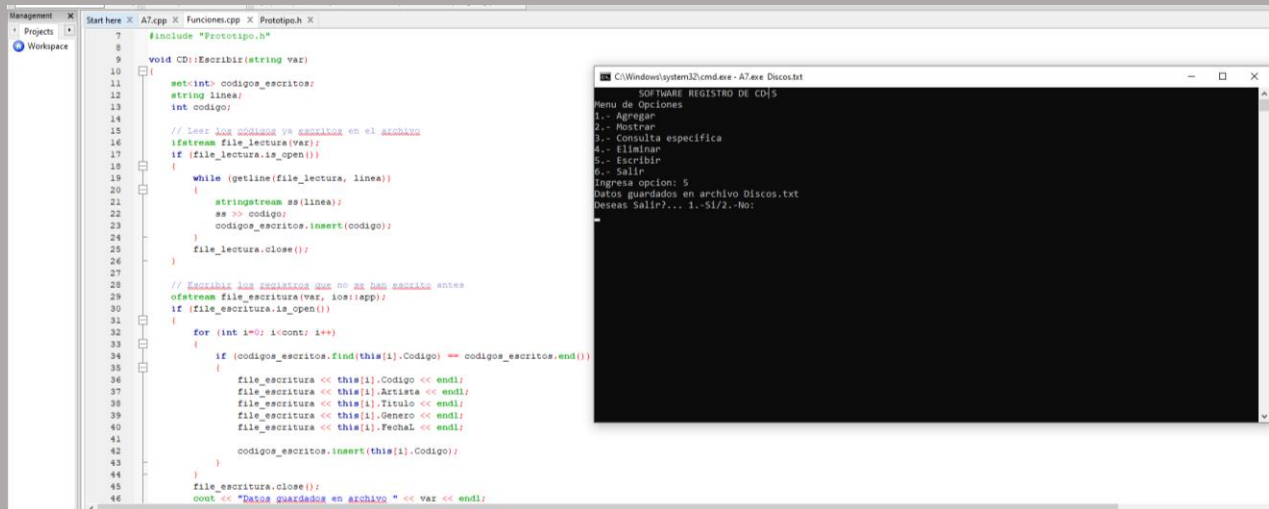 Management X
Start here X A7.cpp X Funciones.cpp X Prototipo.h X
Projects
Workspace
7 #include "Prototipo.h"
8
9 void CD::Escribir(string var)
10 {
11 set<int> codigos_escritos;
12 string linea;
13 int codigo;
14
15 // Leer los códigos ya escritos en el archivo
16 ifstream file_lectura(var);
17 if (file_lectura.is_open())
18 {
19 while (getline(file_lectura, linea))
20 {
21 stringstream ss(linea);
22 ss >> codigo;
23 codigos_escritos.insert(codigo);
24 }
25 file_lectura.close();
26 }
27
28 // Escribir los registros que no se han escrito antes
29 ofstream file_escritura(var, ios::app);
30 if (file_escritura.is_open())
31 {
32 for (int i=0; i<cont; i++)
33 {
34 if (codigos_escritos.find(this[i].Codigo) == codigos_escritos.end())
35 {
36 file_escritura << this[i].Codigo << endl;
37 file_escritura << this[i].Artista << endl;
38 file_escritura << this[i].Titulo << endl;
39 file_escritura << this[i].Genero << endl;
40 file_escritura << this[i].FechaL << endl;
41
42 codigos_escritos.insert(this[i].Codigo);
43 }
44 }
45 file_escritura.close();
46 cout << "Datos guardados en archivo " << var << endl;
C:\Windows\system32\cmd.exe - A7.exe Discos.txt
SOFTWARE REGISTRO DE CD|S
Menu de Opciones
1.- Agregar
2.- Mostrar
3.- Consulta especifica
4.- Eliminar
5.- Escribir
6.- Salir
Ingresa opcion: 5
Datos guardados en archivo Discos.txt
Deseas Salir?... 1.-Si/2.-No: